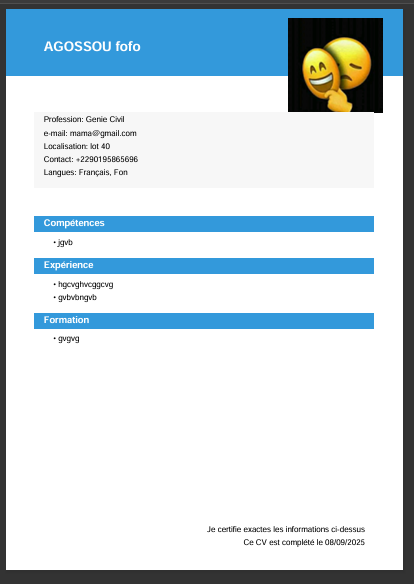 AGOSSOU fofo
Profession: Genie Civil
e-mail: mama@gmail.com
Localisation: lot 40
Contact: +2290195865696
Langues: Français, Fon
Compétences
• jgvb
Expérience
• hgcvghvcggcvg
• gvbvbngvb
Formation
• gvgvg
Je certifie exactes les informations ci-dessus
Ce CV est complété le 08/09/2025